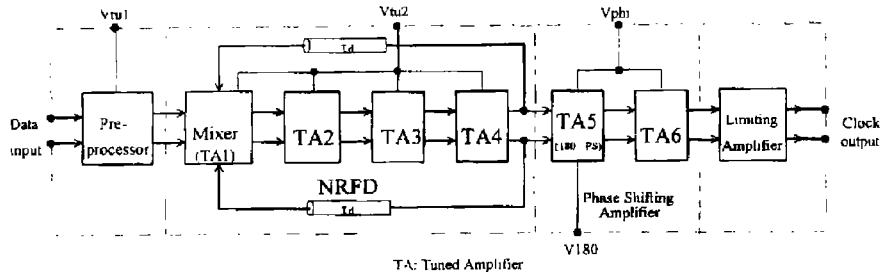 Vtu1
Vtu2
Vphi
Td
Data
input
Pre-
processor
Mixer
(TA1)
TA2
TA3
TA4
TA5
(180 PS)
TA6
Limiting
Amplifier
Clock
output
NRFD
Td
Phase Shifting
Amplifier
V180
TA: Tuned Amplifier